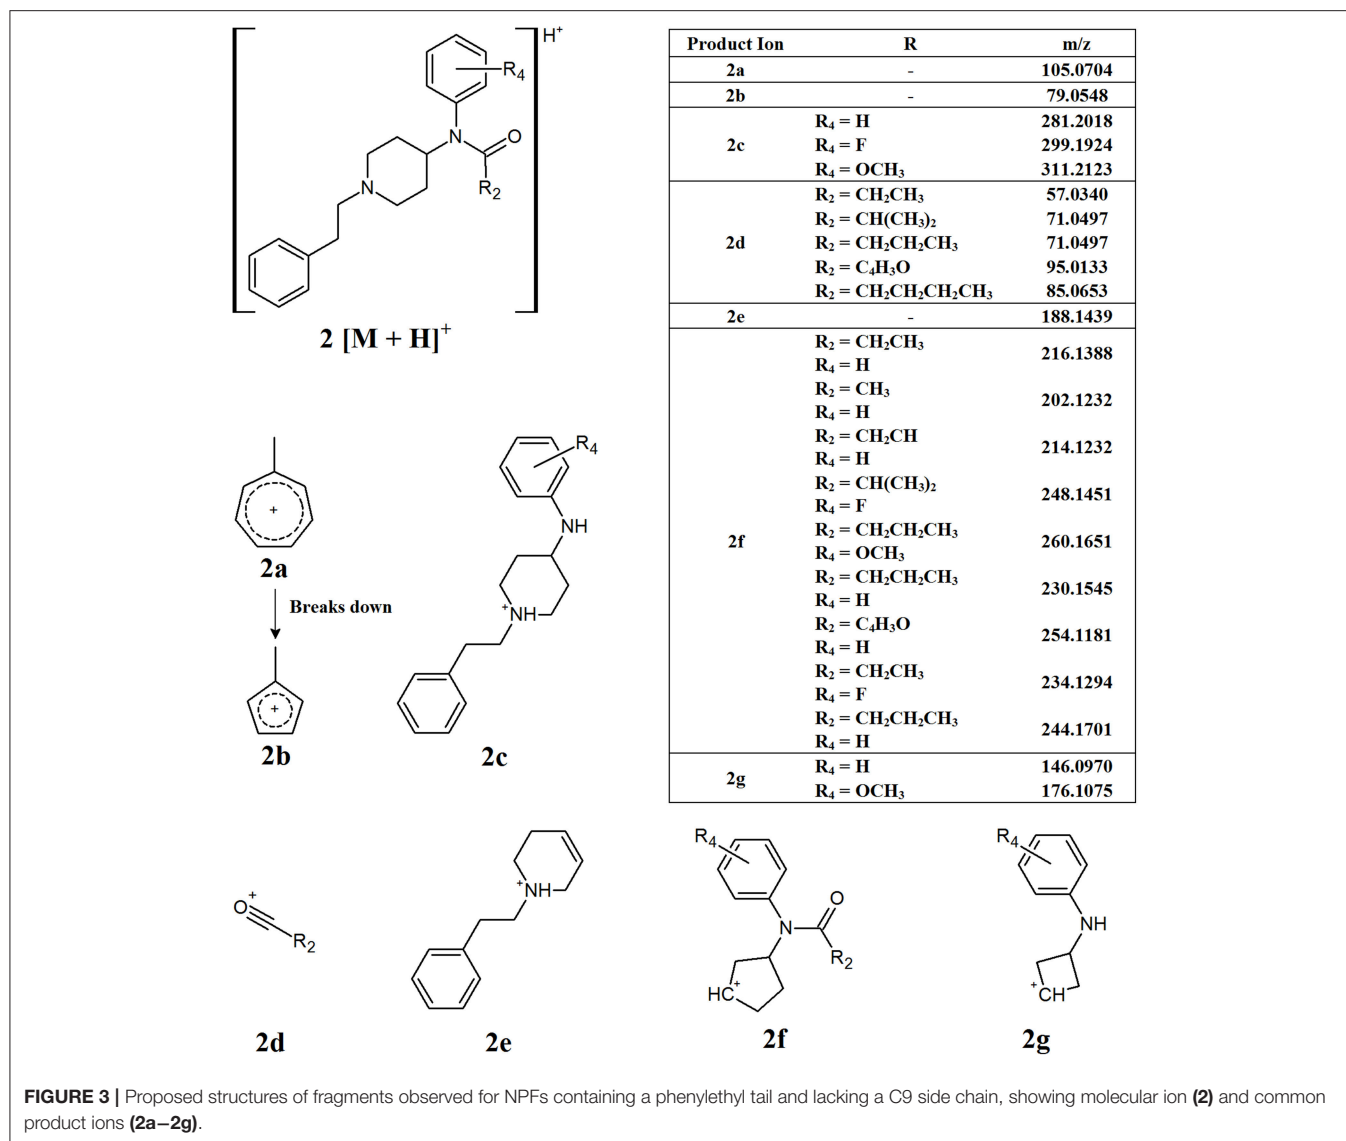 H⁺
R₄
N
O
R₂
N
2 [M + H]⁺
Product Ion R m/z
2a - 105.0704
2b - 79.0548
R₄ = H 281.2018
2c R₄ = F 299.1924
R₄ = OCH₃ 311.2123
R₂ = CH₂CH₃ 57.0340
R₂ = CH(CH₃)₂ 71.0497
2d R₂ = CH₂CH₂CH₃ 71.0497
R₂ = C₄H₃O 95.0133
R₂ = CH₂CH₂CH₂CH₃ 85.0653
2e - 188.1439
R₂ = CH₂CH₃
R₄ = H
216.1388
R₂ = CH₃
R₄ = H
202.1232
R₂ = CH₂CH
R₄ = H
214.1232
R₂ = CH(CH₃)₂
R₄ = F
248.1451
2f
R₂ = CH₂CH₂CH₃
R₄ = OCH₃
260.1651
R₂ = CH₂CH₂CH₃
R₄ = H
230.1545
R₂ = C₄H₃O
R₄ = H
254.1181
R₂ = CH₂CH₃
R₄ = F
234.1294
R₂ = CH₂CH₂CH₃
R₄ = H
244.1701
2g
R₄ = H 146.0970
R₄ = OCH₃ 176.1075
+
2a
Breaks down
+
2b
R₄
NH
⁺NH
2c
⁺
O
R₂
2d
⁺NH
2e
R₄
O
N
R₂
HC⁺
2f
R₄
NH
⁺CH
2g
FIGURE 3 | Proposed structures of fragments observed for NPFs containing a phenylethyl tail and lacking a C9 side chain, showing molecular ion (2) and common
product ions (2a–2g).